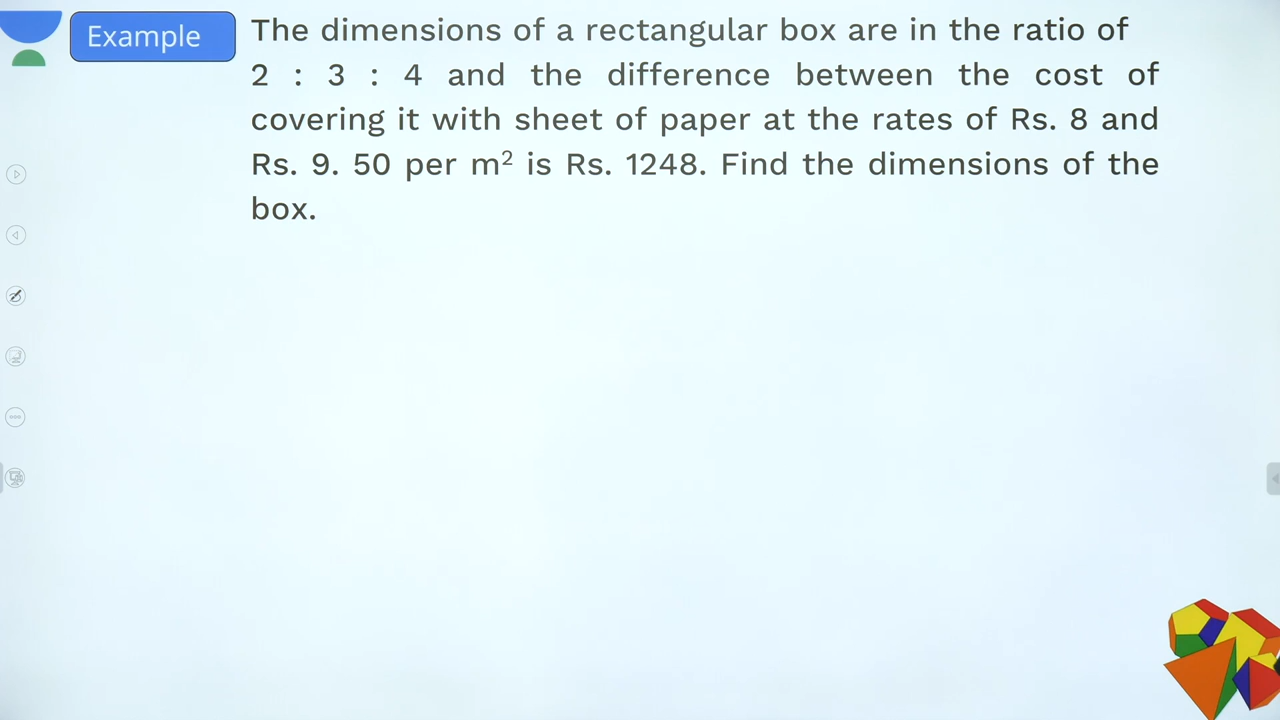 Example
The dimensions of a rectangular box are in the ratio of
2 : 3 : 4 and the difference between the cost of
covering it with sheet of paper at the rates of Rs. 8 and
Rs. 9. 50 per m² is Rs. 1248. Find the dimensions of the
box.